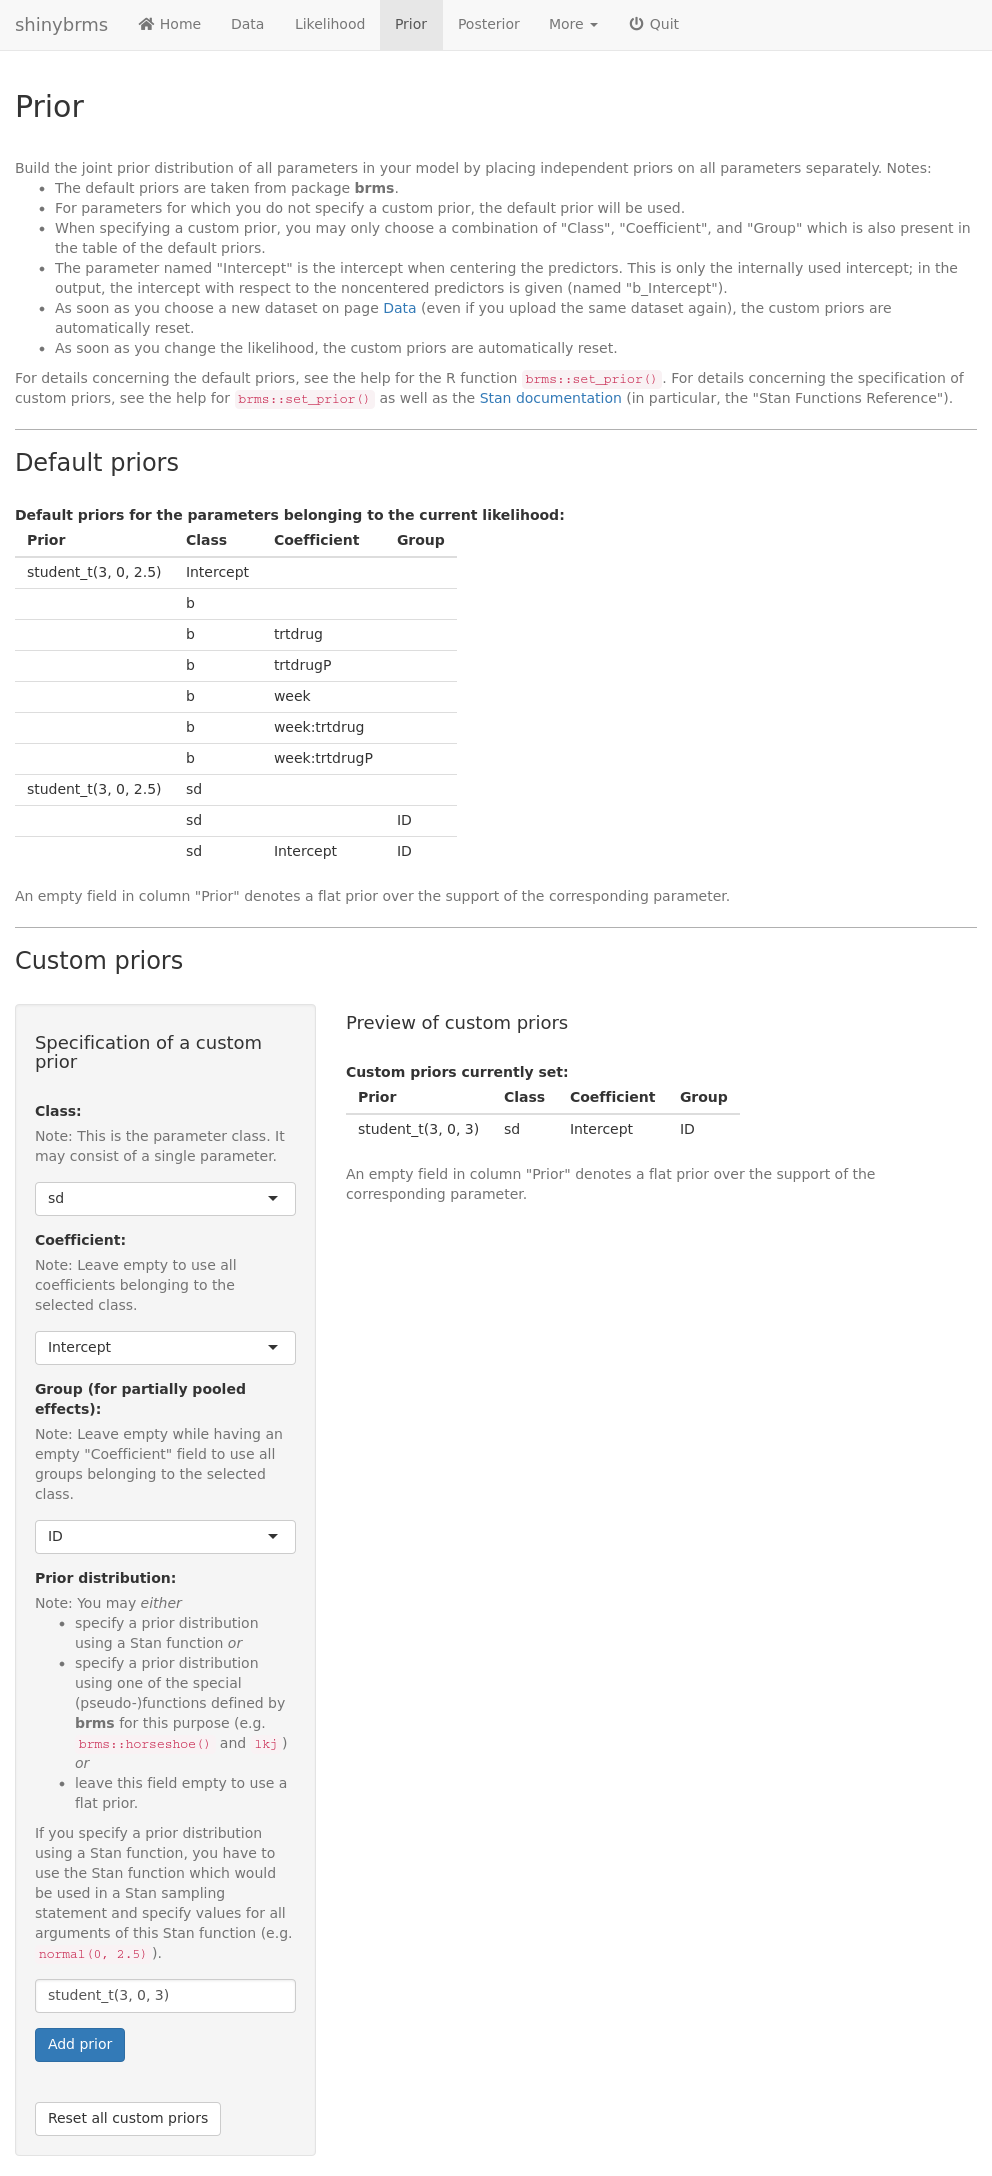 shinybrms Home Data Likelihood Prior Posterior More Quit
Prior
Build the joint prior distribution of all parameters in your model by placing independent priors on all parameters separately. Notes:
• The default priors are taken from package brms.
• For parameters for which you do not specify a custom prior, the default prior will be used.
• When specifying a custom prior, you may only choose a combination of "Class", "Coefficient", and "Group" which is also present in
the table of the default priors.
• The parameter named "Intercept" is the intercept when centering the predictors. This is only the internally used intercept; in the
output, the intercept with respect to the noncentered predictors is given (named "b_Intercept").
• As soon as you choose a new dataset on page Data (even if you upload the same dataset again), the custom priors are
automatically reset.
• As soon as you change the likelihood, the custom priors are automatically reset.
For details concerning the default priors, see the help for the R function brms::set_prior(). For details concerning the specification of
custom priors, see the help for brms::set_prior() as well as the Stan documentation (in particular, the "Stan Functions Reference").
Default priors
Default priors for the parameters belonging to the current likelihood:
Prior Class Coefficient Group
student_t(3, 0, 2.5) Intercept
b
b trtdrug
b trtdrugP
b week
b week:trtdrug
b week:trtdrugP
student_t(3, 0, 2.5) sd
sd ID
sd Intercept ID
An empty field in column "Prior" denotes a flat prior over the support of the corresponding parameter.
Custom priors
Specification of a custom
prior
Class:
Note: This is the parameter class. It
may consist of a single parameter.
sd
Coefficient:
Note: Leave empty to use all
coefficients belonging to the
selected class.
Intercept
Group (for partially pooled
effects):
Note: Leave empty while having an
empty "Coefficient" field to use all
groups belonging to the selected
class.
ID
Prior distribution:
Note: You may either
• specify a prior distribution
using a Stan function or
• specify a prior distribution
using one of the special
(pseudo-)functions defined by
brms for this purpose (e.g.
brms::horseshoe() and lkj)
or
• leave this field empty to use a
flat prior.
If you specify a prior distribution
using a Stan function, you have to
use the Stan function which would
be used in a Stan sampling
statement and specify values for all
arguments of this Stan function (e.g.
normal(0, 2.5)).
student_t(3, 0, 3)
Add prior
Reset all custom priors
Preview of custom priors
Custom priors currently set:
Prior Class Coefficient Group
student_t(3, 0, 3) sd Intercept ID
An empty field in column "Prior" denotes a flat prior over the support of the
corresponding parameter.